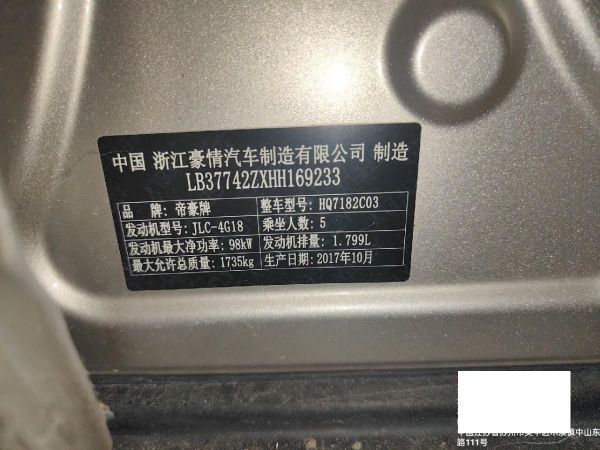 中国 浙江豪情汽车制造有限公司 制造
LB37742ZXHH169233
品 牌: 帝豪牌 整车型号: HQ7182C03
发动机型号: JLC-4G18 乘坐人数: 5
发动机最大净功率: 98kW 发动机排量: 1.799L
最大允许总质量: 1735kg 生产日期: 2017年10月
镇中山东
路111号